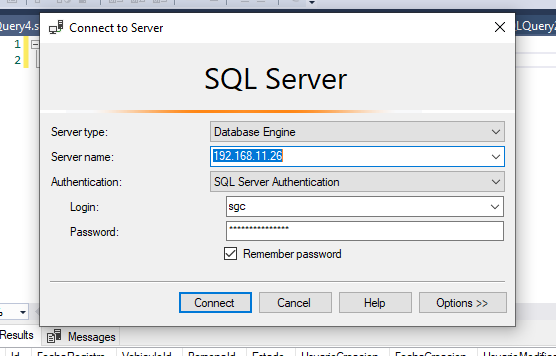 Query4.s
Connect to Server
LQuery2
1
2
SQL Server
Server type: Database Engine
Server name: 192.168.11.26
Authentication: SQL Server Authentication
Login: sgc
Password: ***************
Remember password
Connect Cancel Help Options >>
Results Messages
Id FechaRegistro VehiculoId PersonaId Estado UsuarioCreacion FechaCreacion UsuarioModifica